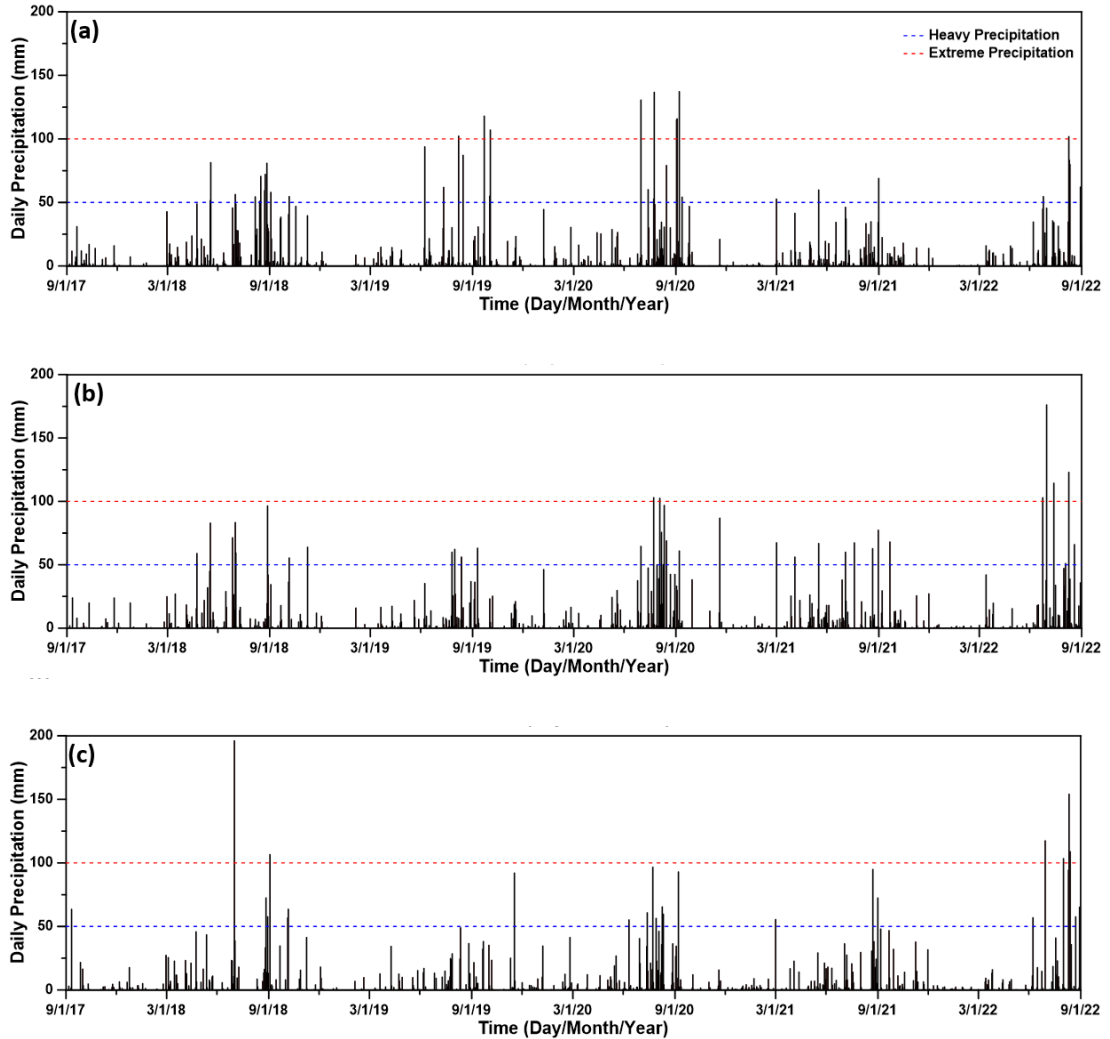 (a)
Heavy Precipitation
Extreme Precipitation
Daily Precipitation (mm)
200
150
100
50
0
9/1/17 3/1/18 9/1/18 3/1/19 9/1/19 3/1/20 9/1/20 3/1/21 9/1/21 3/1/22 9/1/22
Time (Day/Month/Year)
(b)
Daily Precipitation (mm)
200
150
100
50
0
9/1/17 3/1/18 9/1/18 3/1/19 9/1/19 3/1/20 9/1/20 3/1/21 9/1/21 3/1/22 9/1/22
Time (Day/Month/Year)
(c)
Daily Precipitation (mm)
200
150
100
50
0
9/1/17 3/1/18 9/1/18 3/1/19 9/1/19 3/1/20 9/1/20 3/1/21 9/1/21 3/1/22 9/1/22
Time (Day/Month/Year)